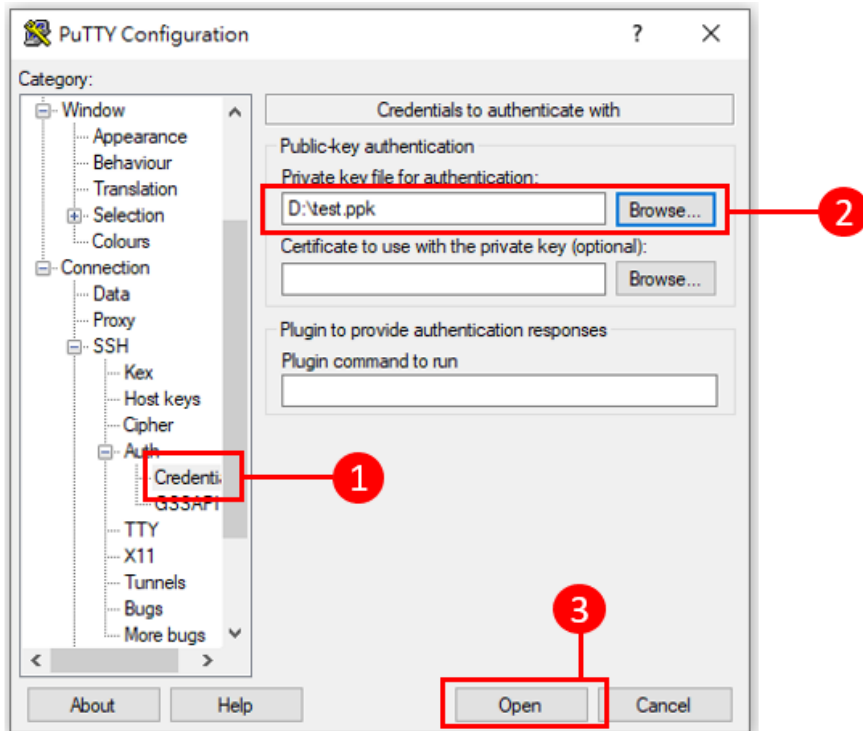 PuTTY Configuration
?
Category:
Window
Appearance
Behaviour
Translation
Selection
Colours
Connection
Data
Proxy
SSH
Kex
Host keys
Cipher
Auth
Credenti
GSSAPI
TTY
X11
Tunnels
Bugs
More bugs
Credentials to authenticate with
Public-key authentication
Private key file for authentication:
D:\test.ppk
Browse...
Certificate to use with the private key (optional):
Browse...
Plugin to provide authentication responses
Plugin command to run
1
2
3
About
Help
Open
Cancel